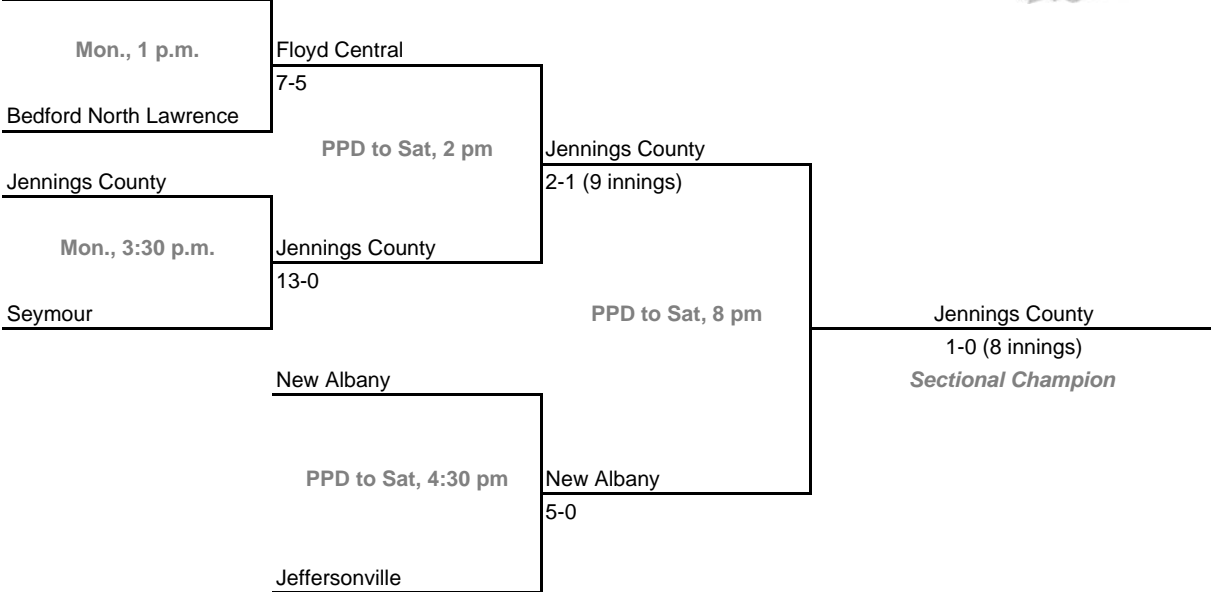 Mon., 1 p.m.
Floyd Central
7-5
Bedford North Lawrence
PPD to Sat, 2 pm
Jennings County
2-1 (9 innings)
Jennings County
Mon., 3:30 p.m.
Jennings County
13-0
Seymour
PPD to Sat, 8 pm
Jennings County
1-0 (8 innings)
Sectional Champion
New Albany
PPD to Sat, 4:30 pm
New Albany
5-0
Jeffersonville